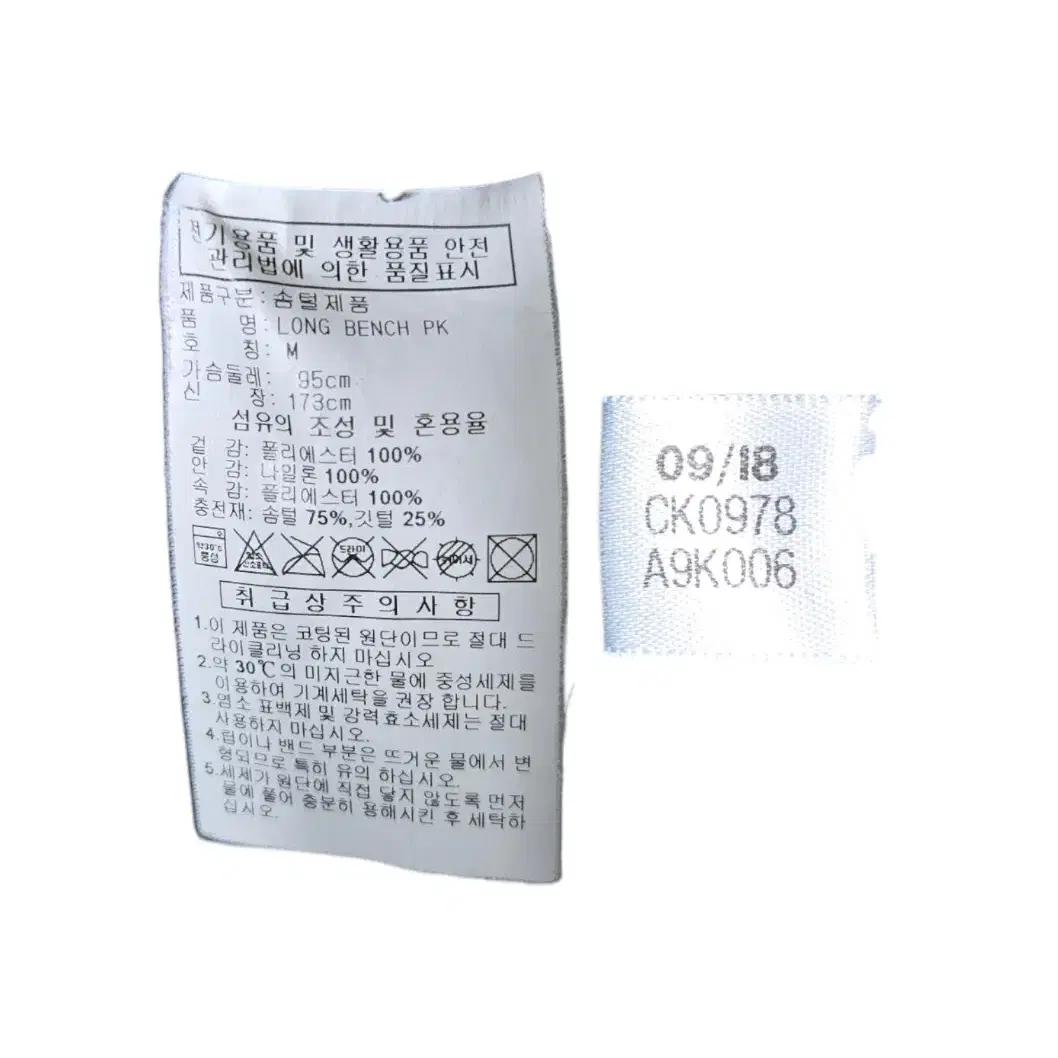 전기용품 및 생활용품 안전
관리법에 의한 품질표시
제품구분: 솜털제품
품 명: LONG BENCH PK
호 칭: M
가슴둘레: 95cm
신 장: 173cm
섬유의 조성 및 혼용율
겉 감: 폴리에스터 100%
안 감: 나일론 100%
속 감: 폴리에스터 100%
충전재: 솜털 75%,깃털 25%
약30℃ 중성
염소 산소표백
드라이
취급상주의사항
1.이 제품은 코팅된 원단이므로 절대 드
라이클리닝 하지 마십시오
2.약 30℃의 미지근한 물에 중성세제를
이용하여 기계세탁을 권장 합니다.
3.염소 표백제 및 강력효소세제는 절대
사용하지 마십시오.
4.립이나 밴드 부분은 뜨거운 물에서 변
형되므로 특히 유의 하십시오.
5.세제가 원단에 직접 닿지 않도록 먼저
물에 풀어 충분히 용해시킨 후 세탁하
십시오.
09/18
CK0978
A9K006